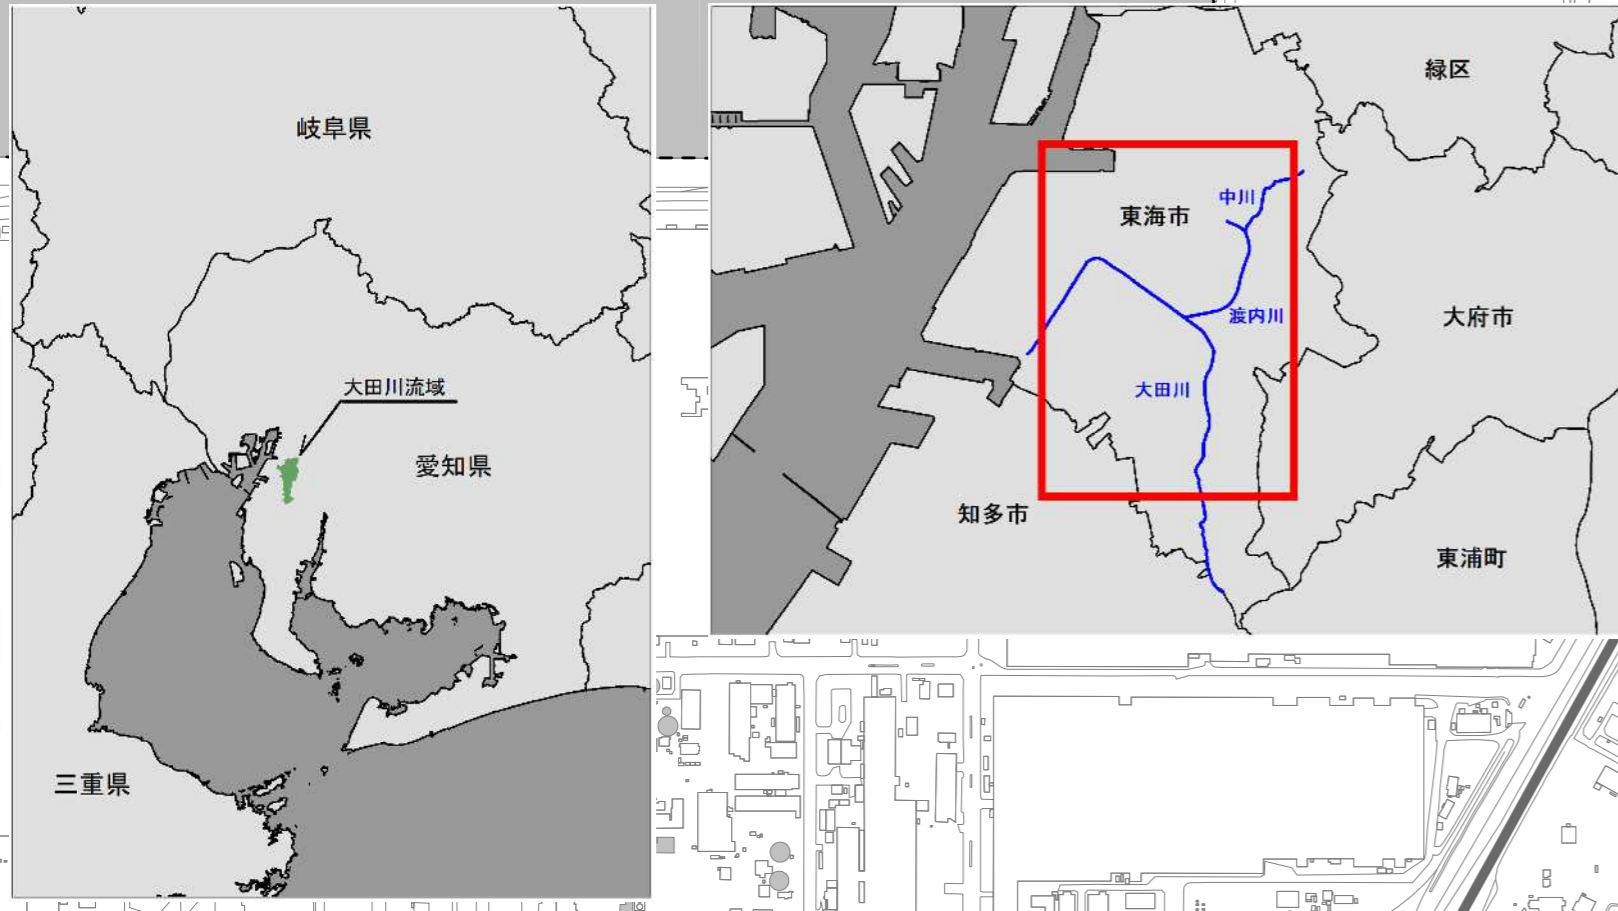 岐阜県
大田川流域
愛知県
三重県
緑区
中川
東海市
渡内川
大府市
大田川
知多市
東浦町